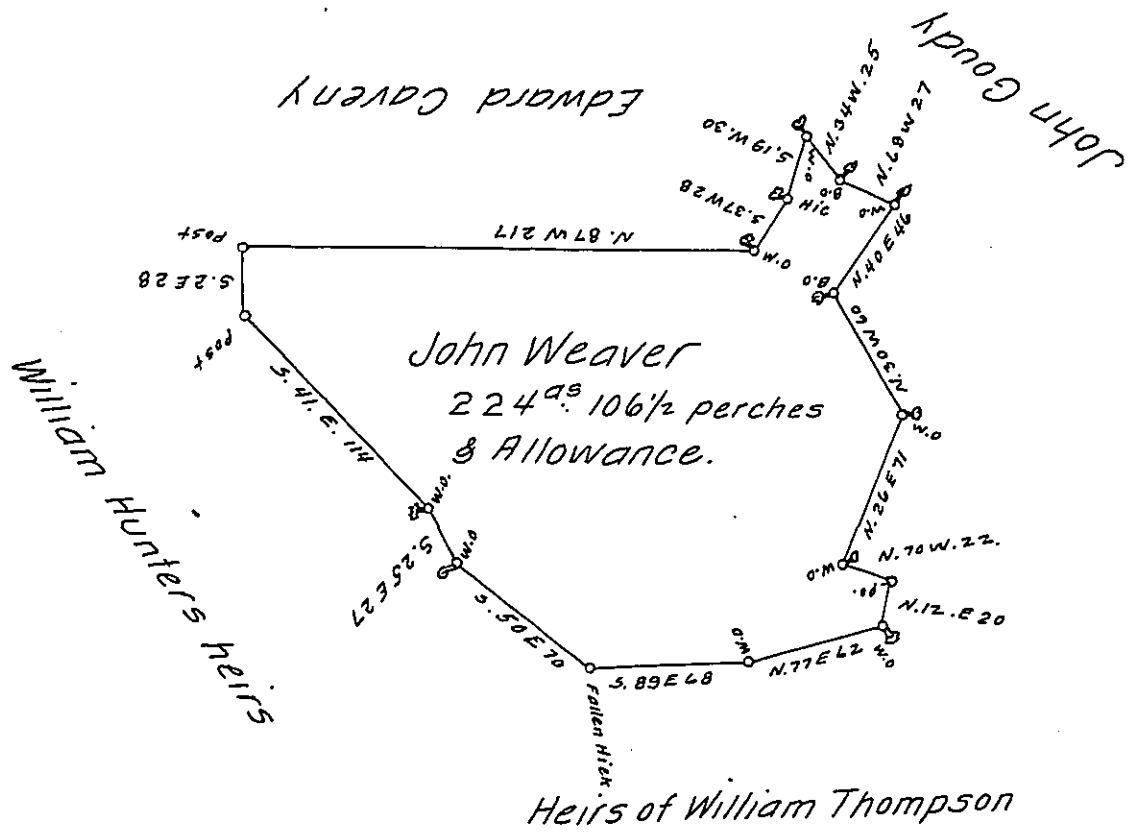 John Goudy
Edward Caveny
N.34W.25
N.68W27
S.19W.30
W.O
B.O
W.O
Hic
S.37W28
W.O
N.40E46
B.O
N.87W217
Post
S.2E28
Post
N.30W60
W.O
John Weaver
224as. 106½ perches
& Allowance.
S.41.E.114
William Hunters heirs
W.O.
S.25E27
W.O
S.50E70
N.26E71
W.O
N.70W.22.
po.
N.12.E20
W.O
N.77E62
W.O
S.89E68
Fallen Hick.
Heirs of William Thompson